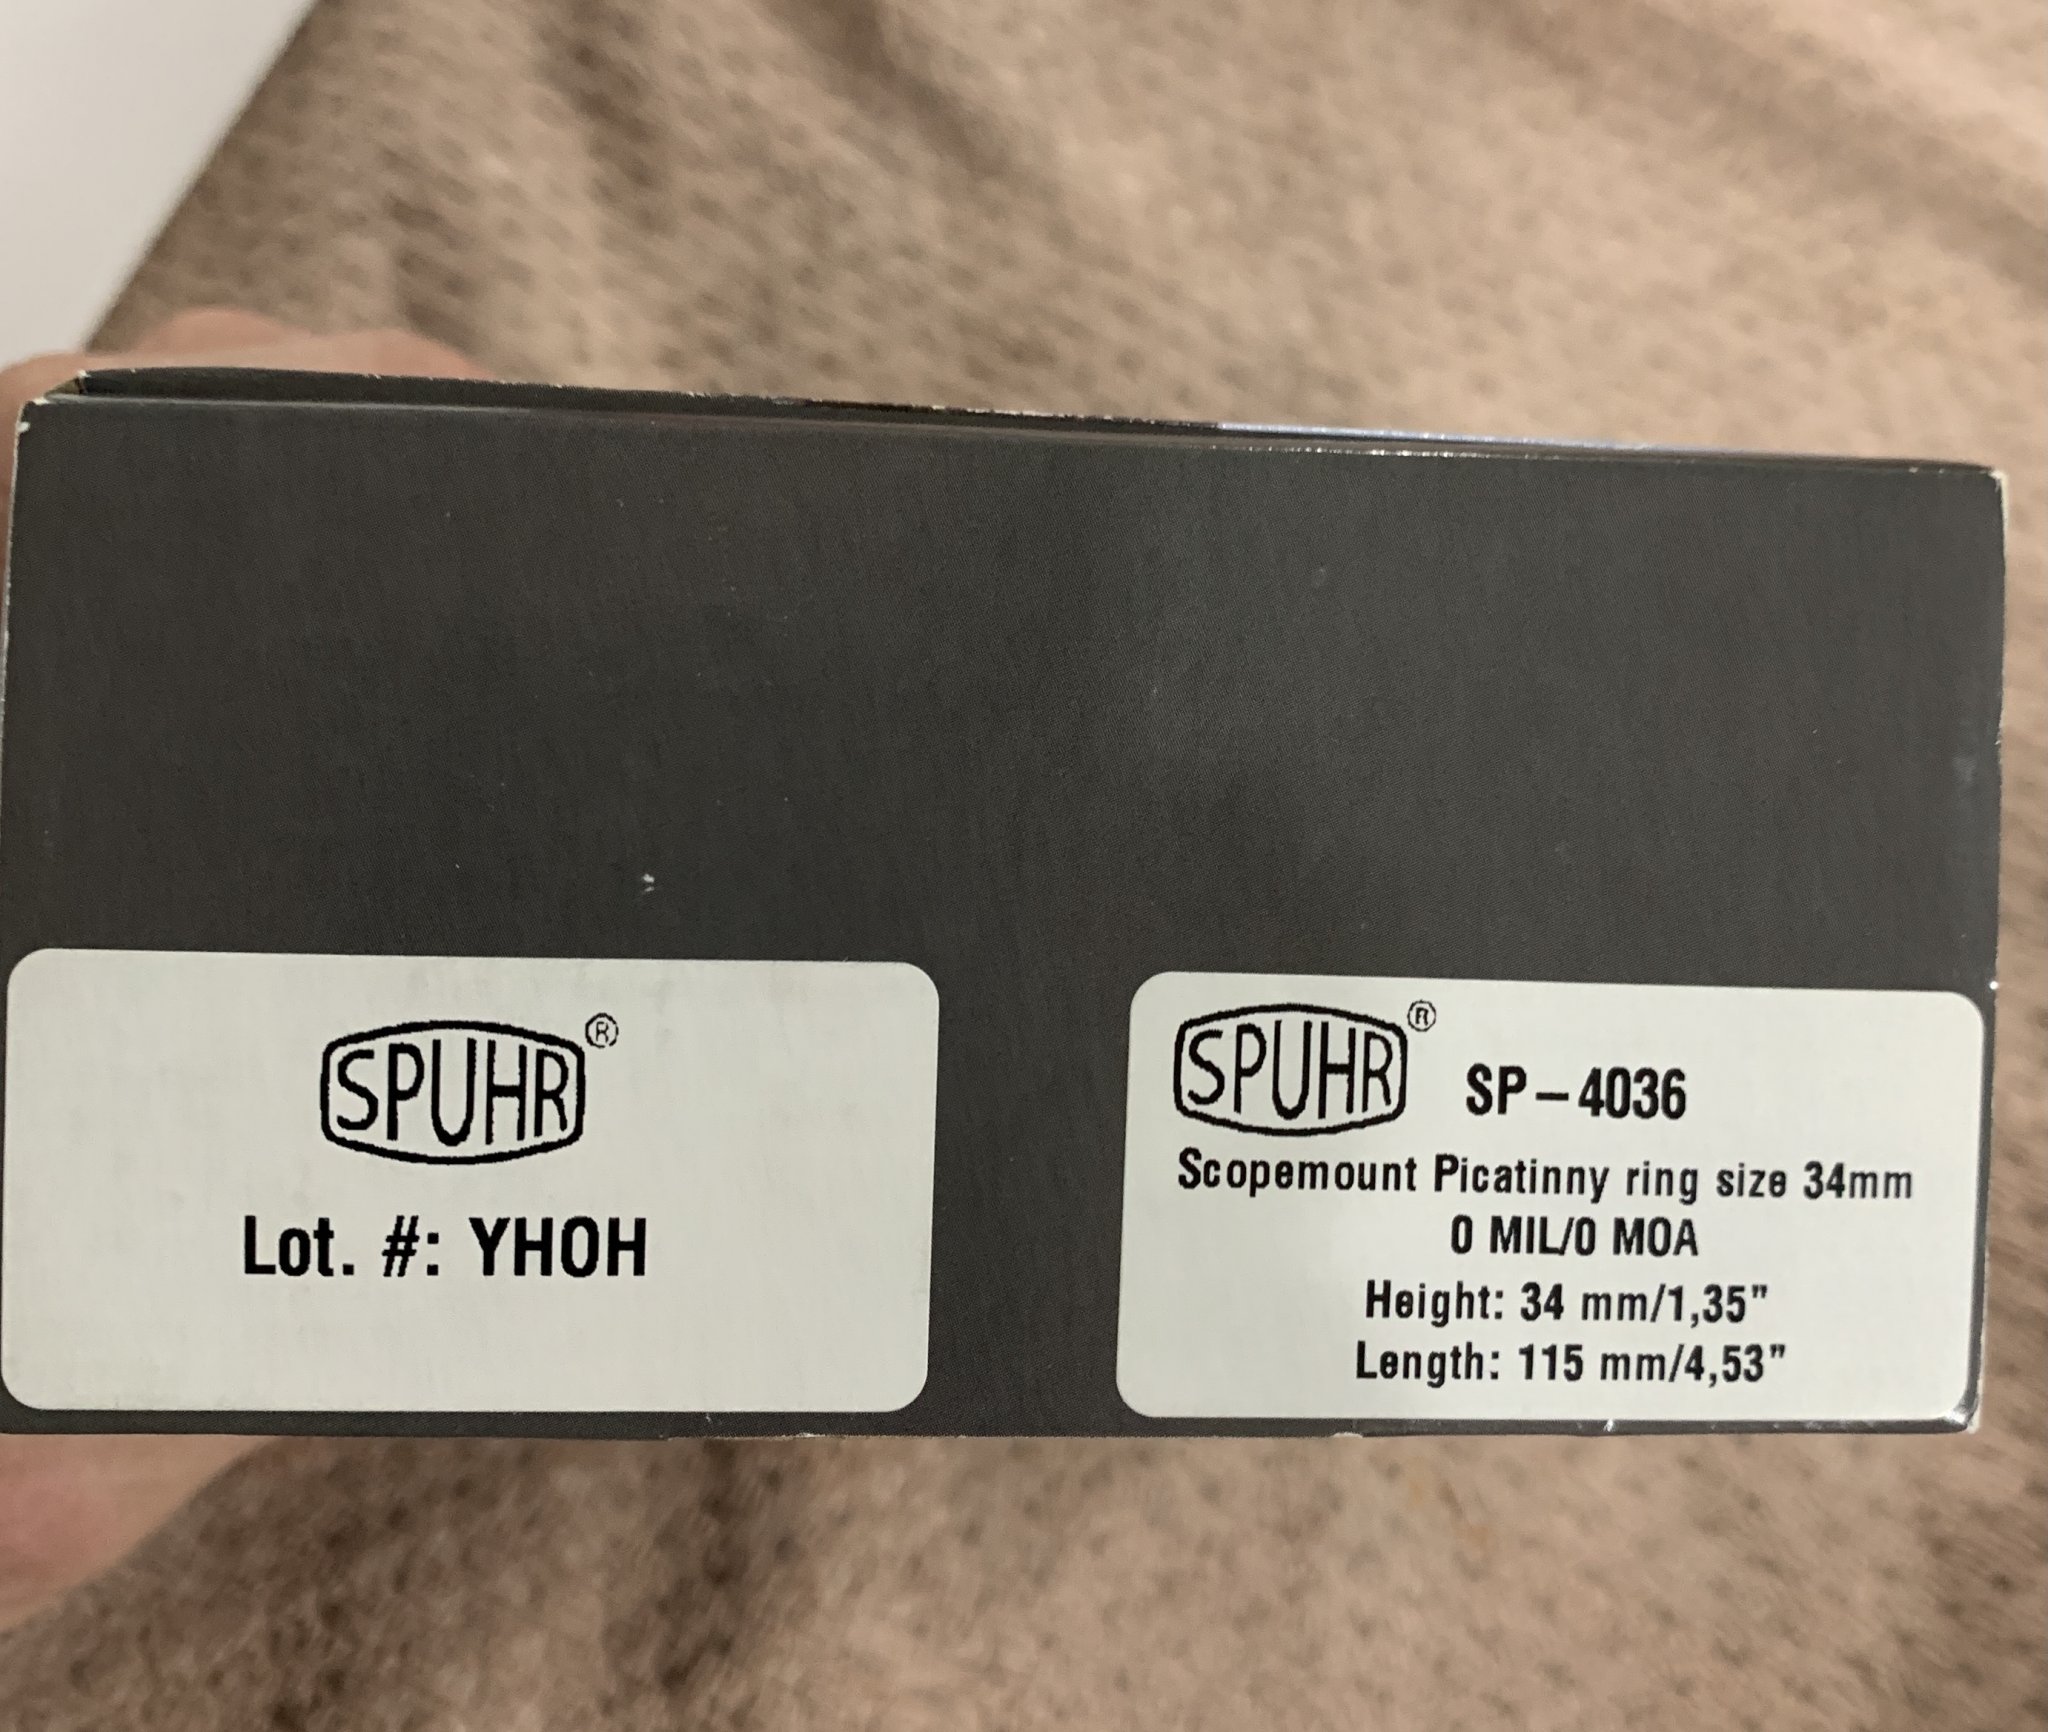 SPUHR®
Lot. #: YHOH
SPUHR® SP-4036
Scopemount Picatinny ring size 34mm
0 MIL/0 MOA
Height: 34 mm/1,35"
Length: 115 mm/4,53"